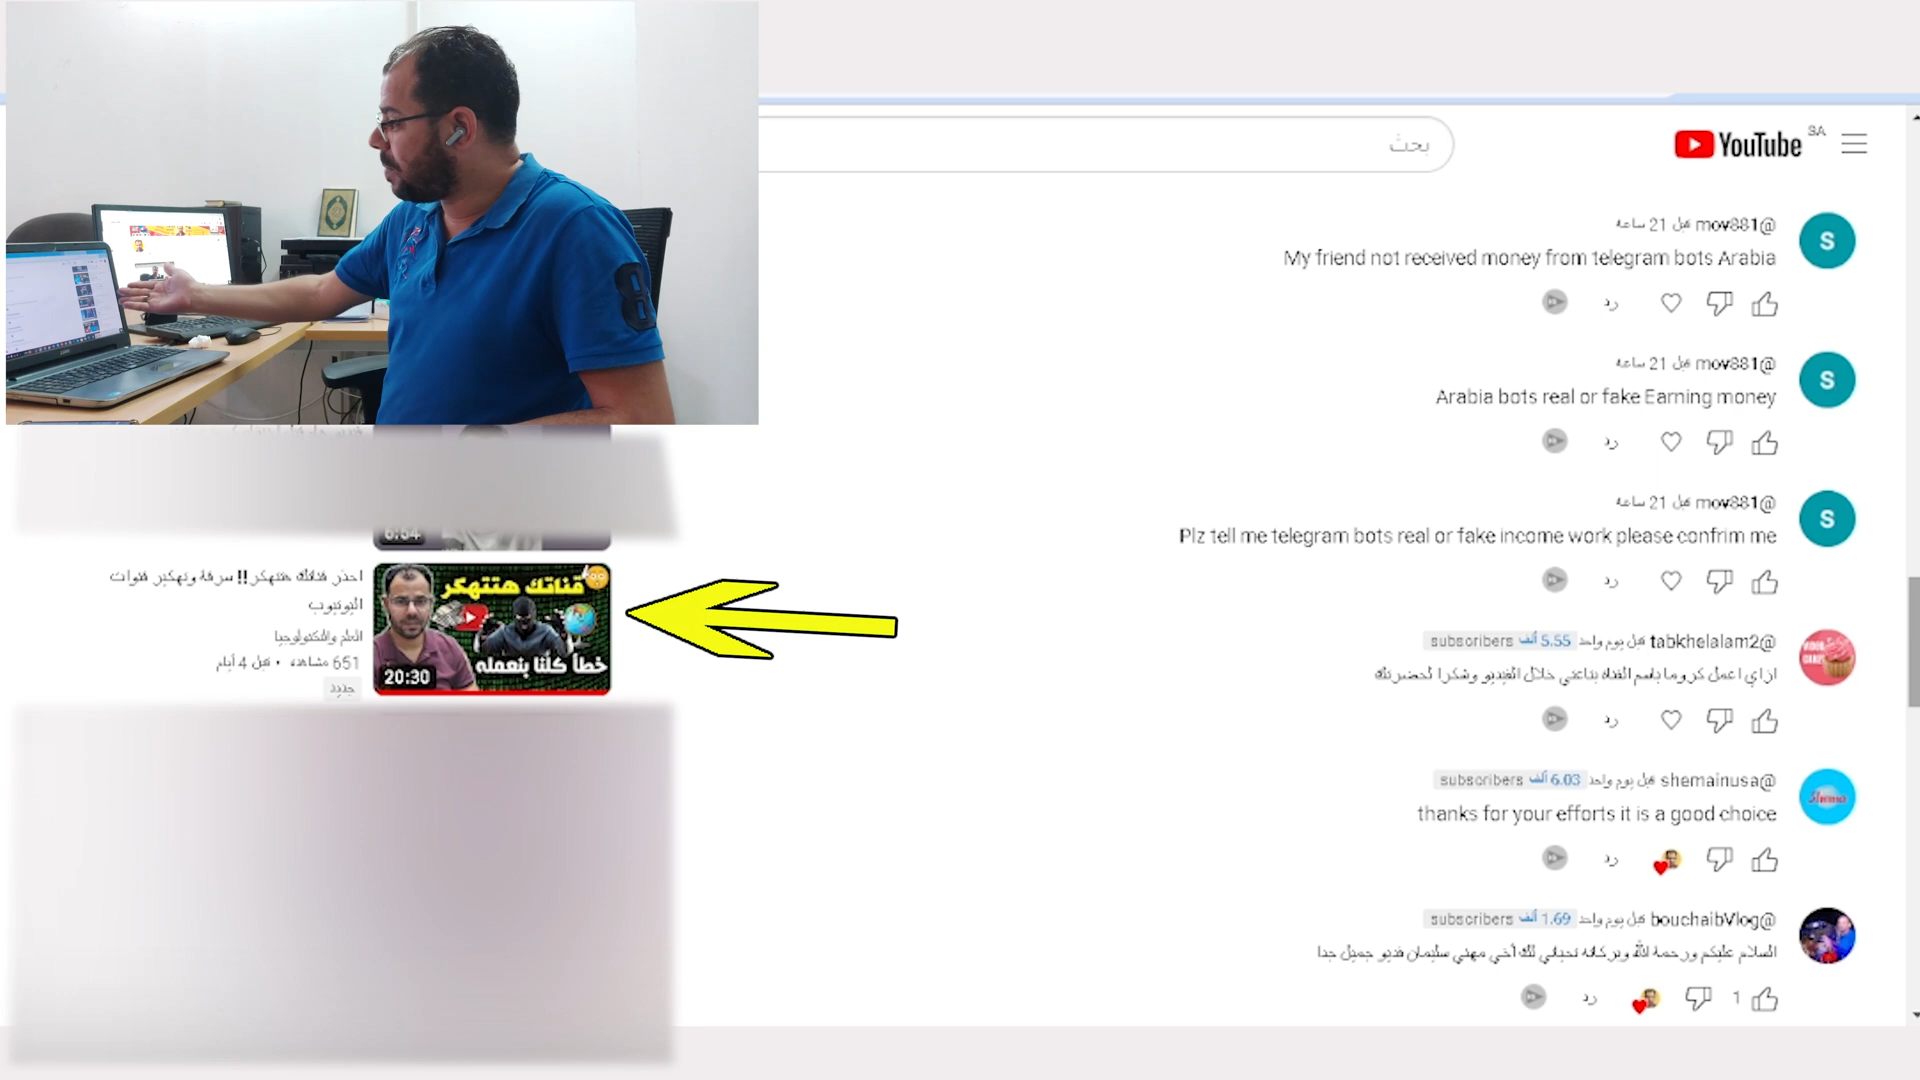 YouTube SA
بحث
@mov881 قبل 21 ساعة
My friend not received money from telegram bots Arabia
رد
@mov881 قبل 21 ساعة
Arabia bots real or fake Earning money
رد
@mov881 قبل 21 ساعة
Plz tell me telegram bots real or fake income work please confrim me
رد
@tabkhelalam2 قبل يوم واحد 5.55 ألف subscribers
ازاي اعمل كروما باسم القناة بتاعتي خلال الفيديو وشكرا لحضرتك
رد
@shemainusa قبل يوم واحد 6.03 ألف subscribers
thanks for your efforts it is a good choice
رد
@bouchaibVlog قبل يوم واحد 1.69 ألف subscribers
السلام عليكم ورحمة الله وبركاته تحياتي لك أخي مهني سليمان فديو جميل جدا
1 رد
قناتك هتتهكر
خطأ كلنا بنعمله
20:30
احذر قناتك هتتهكر!! سرقة وتهكير قنوات
اليوتيوب
العلم والتكنولوجيا
651 مشاهدة • قبل 4 أيام
جديد
8